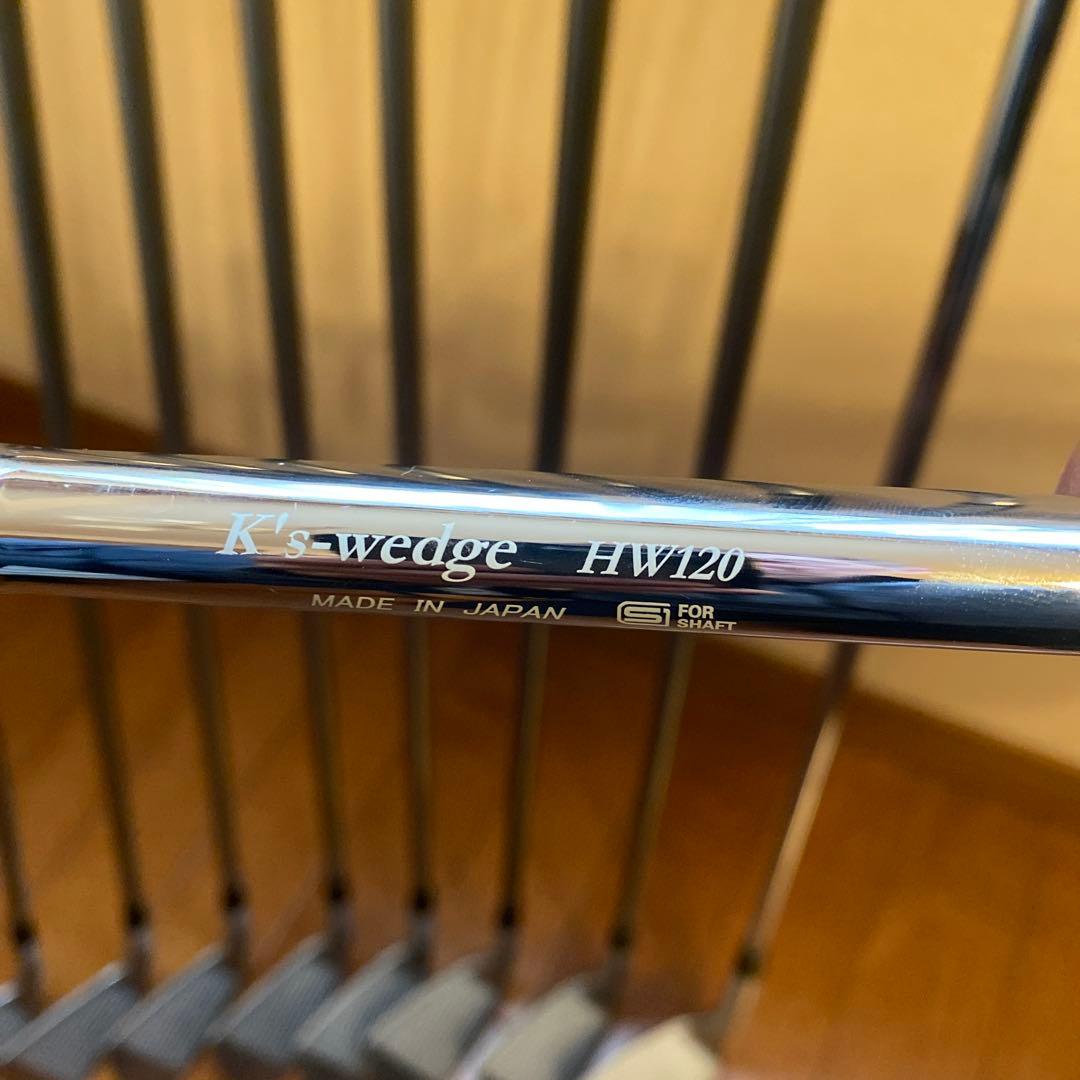 K's-wedge HW120
MADE IN JAPAN FOR
SHAFT